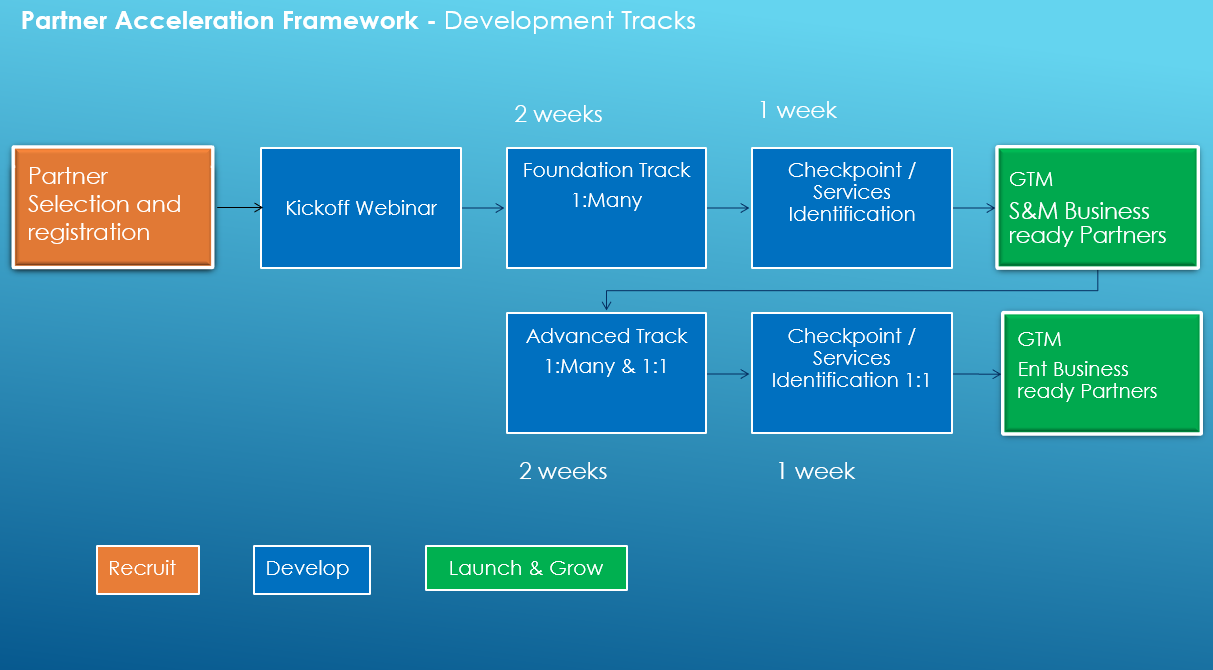 Partner Acceleration Framework - Development Tracks
2 weeks
1 week
Partner
Selection and
registration
Kickoff Webinar
Foundation Track
1:Many
Checkpoint /
Services
Identification
GTM
S&M Business
ready Partners
Advanced Track
1:Many & 1:1
Checkpoint /
Services
Identification 1:1
GTM
Ent Business
ready Partners
2 weeks
1 week
Recruit
Develop
Launch & Grow